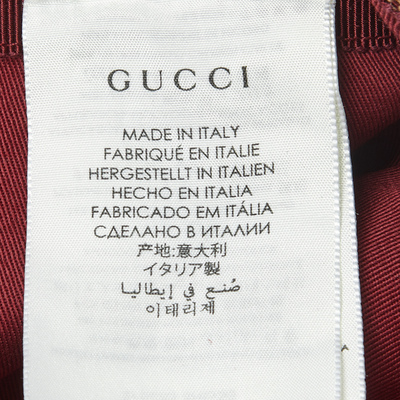 GUCCI
MADE IN ITALY
FABRIQUÉ EN ITALIE
HERGESTELLT IN ITALIEN
HECHO EN ITALIA
FABRICADO EM ITÁLIA
СДЕЛАНО В ИТАЛИИ
产地:意大利
イタリア製
صُنع في إيطاليا
이태리제